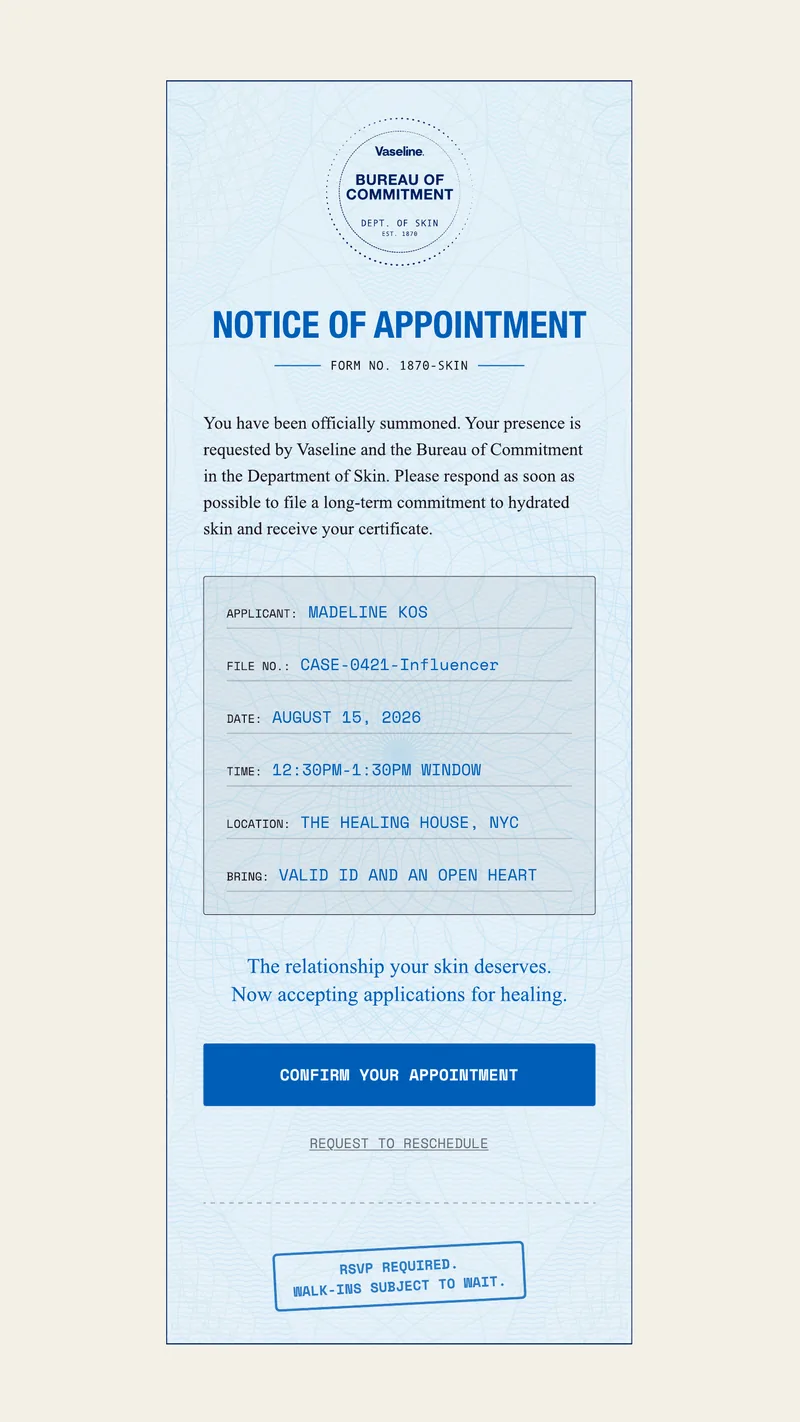 Vaseline.
BUREAU OF
COMMITMENT
DEPT. OF SKIN
EST. 1870
NOTICE OF APPOINTMENT
FORM NO. 1870-SKIN
You have been officially summoned. Your presence is
requested by Vaseline and the Bureau of Commitment
in the Department of Skin. Please respond as soon as
possible to file a long-term commitment to hydrated
skin and receive your certificate.
APPLICANT: MADELINE KOS
FILE NO.: CASE-0421-Influencer
DATE: AUGUST 15, 2026
TIME: 12:30PM-1:30PM WINDOW
LOCATION: THE HEALING HOUSE, NYC
BRING: VALID ID AND AN OPEN HEART
The relationship your skin deserves.
Now accepting applications for healing.
CONFIRM YOUR APPOINTMENT
REQUEST TO RESCHEDULE
RSVP REQUIRED.
WALK-INS SUBJECT TO WAIT.